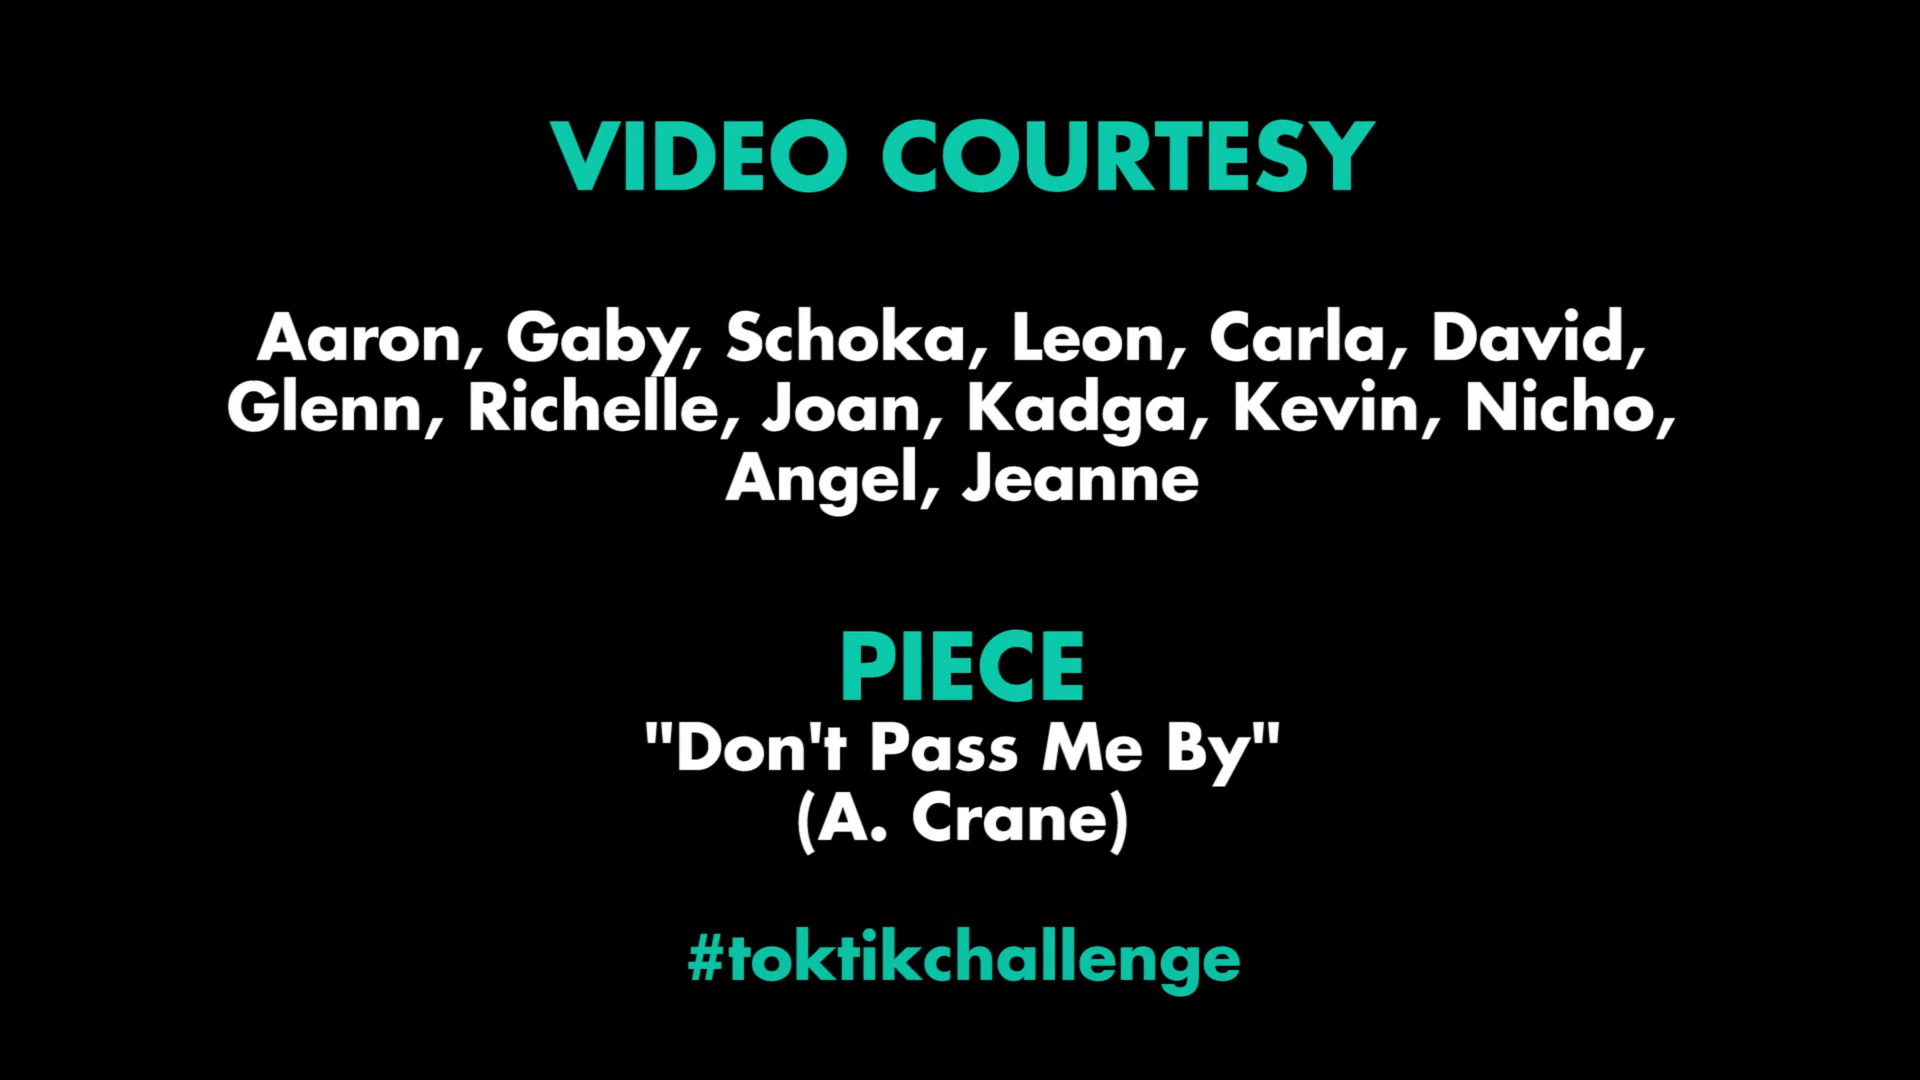 VIDEO COURTESY
Aaron, Gaby, Schoka, Leon, Carla, David,
Glenn, Richelle, Joan, Kadga, Kevin, Nicho,
Angel, Jeanne
PIECE
"Don't Pass Me By"
(A. Crane)
#toktikchallenge